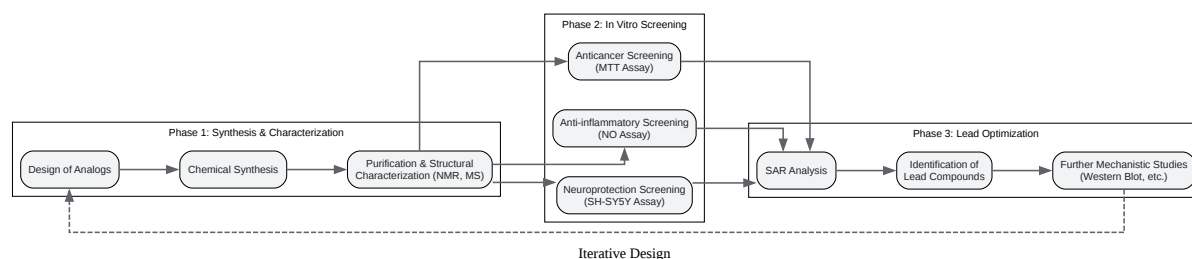 Phase 1: Synthesis & Characterization
Design of Analogs
Chemical Synthesis
Purification & Structural
Characterization (NMR, MS)
Phase 2: In Vitro Screening
Anticancer Screening
(MTT Assay)
Anti-inflammatory Screening
(NO Assay)
Neuroprotection Screening
(SH-SY5Y Assay)
Phase 3: Lead Optimization
SAR Analysis
Identification of
Lead Compounds
Further Mechanistic Studies
(Western Blot, etc.)
Iterative Design